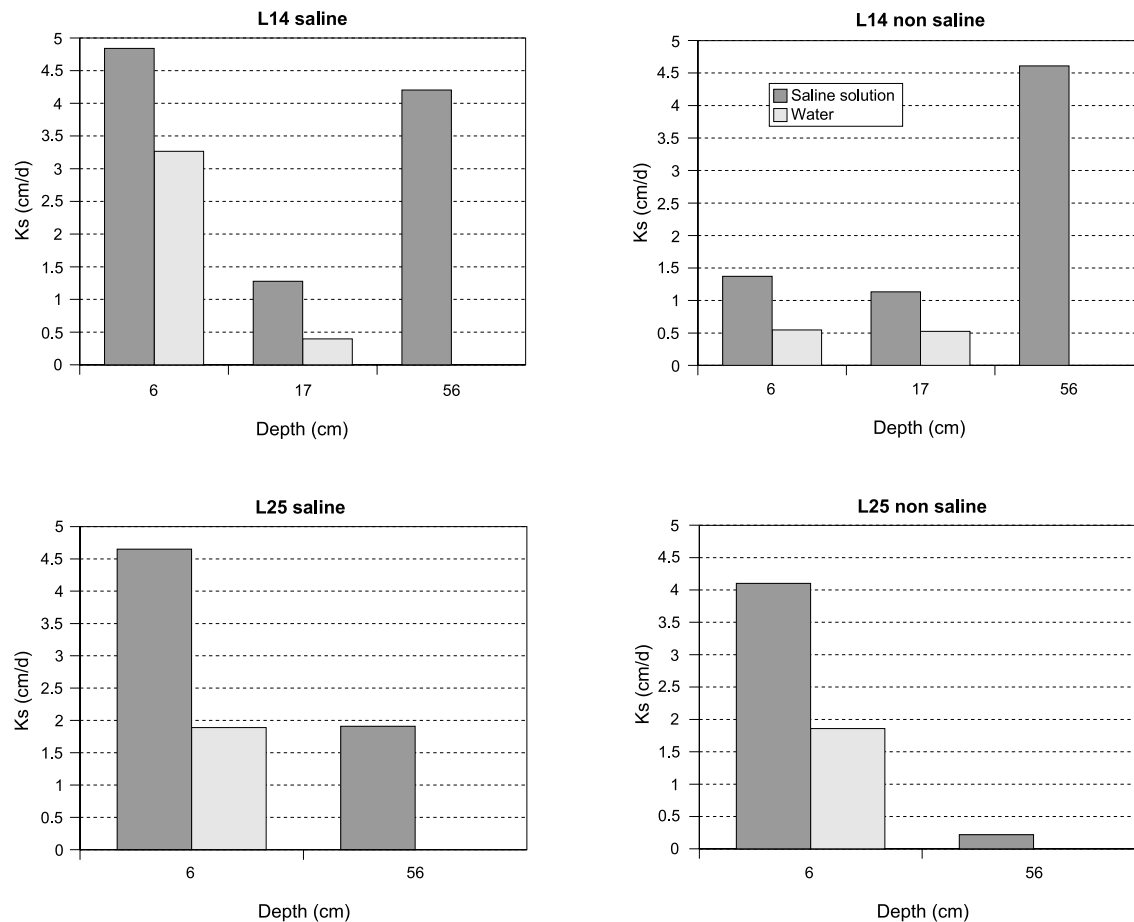 L14 saline
5
4.5
4
3.5
3
2.5
2
1.5
1
0.5
0
Ks (cm/d)
6 17 56
Depth (cm)
L14 non saline
5
4.5
4
3.5
3
2.5
2
1.5
1
0.5
0
Ks (cm/d)
Saline solution
Water
6 17 56
Depth (cm)
L25 saline
5
4.5
4
3.5
3
2.5
2
1.5
1
0.5
0
Ks (cm/d)
6 56
Depth (cm)
L25 non saline
5
4.5
4
3.5
3
2.5
2
1.5
1
0.5
0
Ks (cm/d)
6 56
Depth (cm)